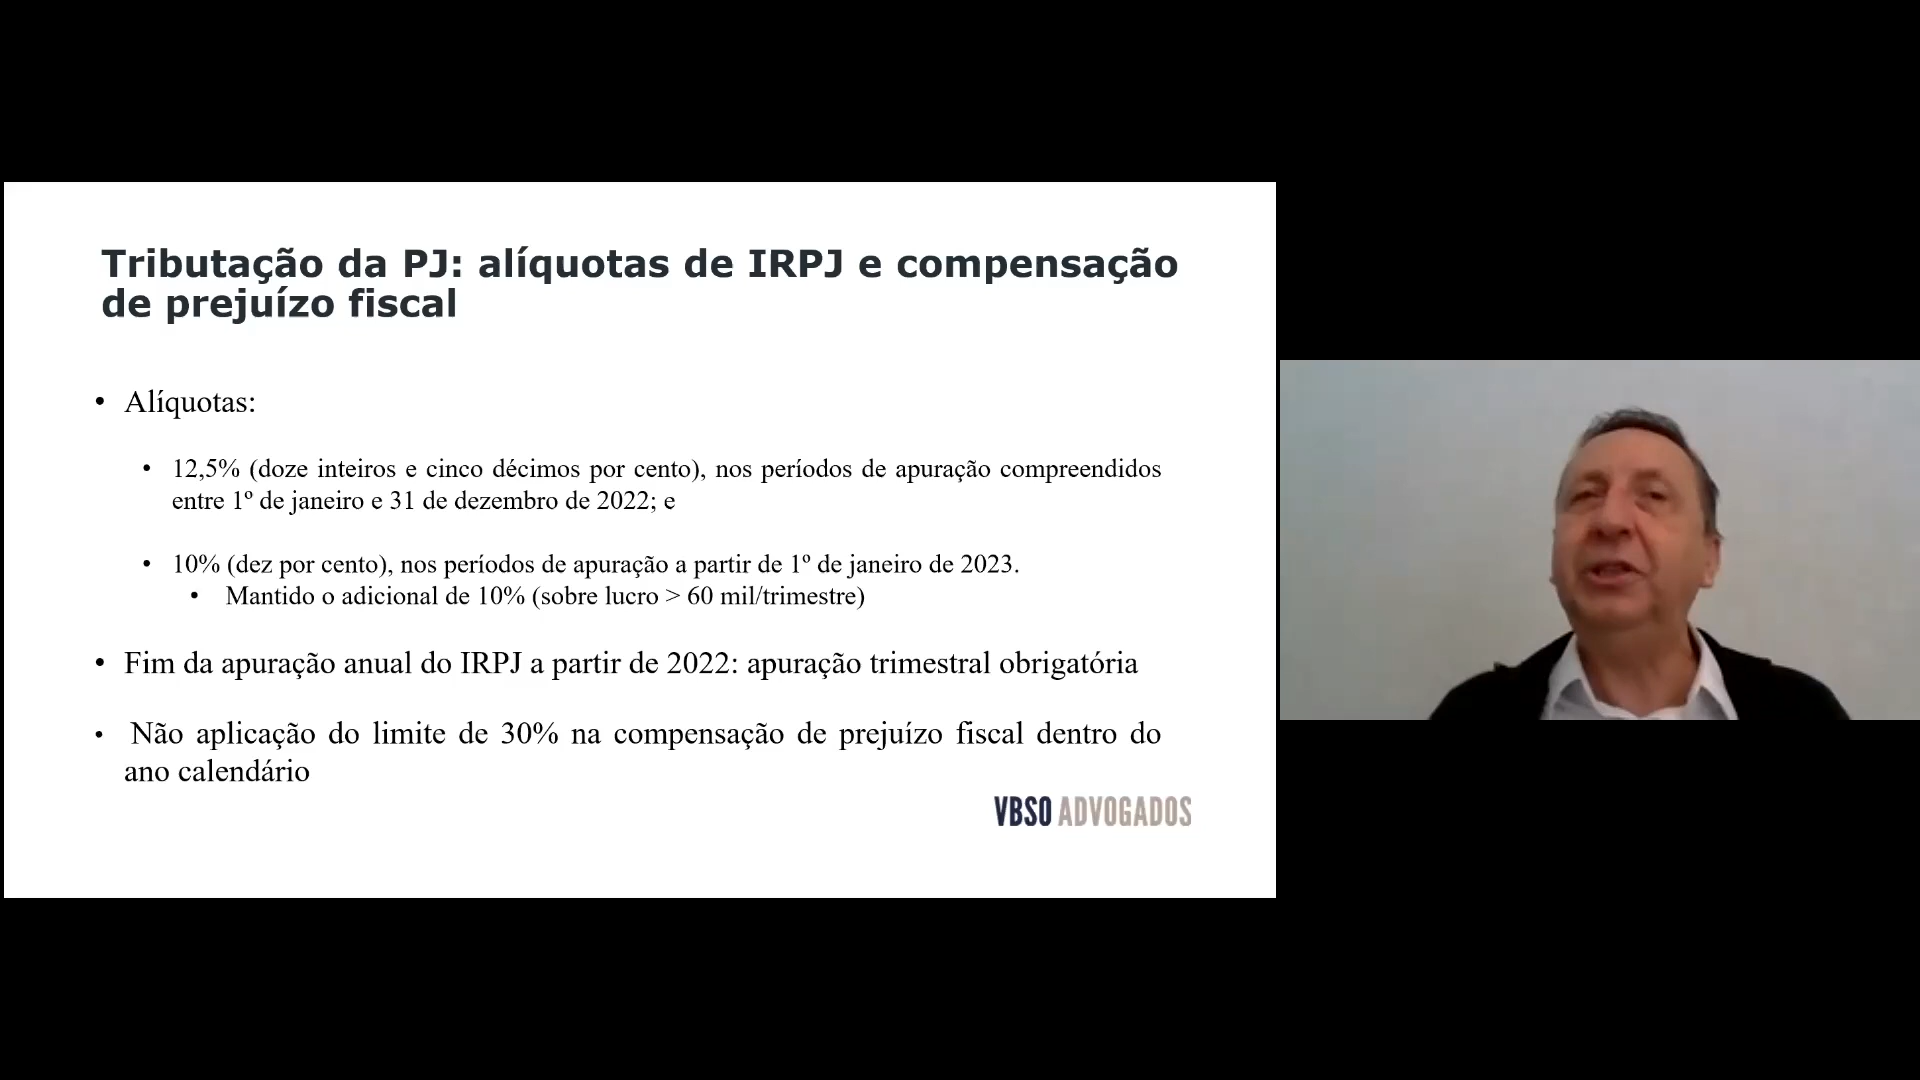 Tributação da PJ: alíquotas de IRPJ e compensação
de prejuízo fiscal
• Alíquotas:
• 12,5% (doze inteiros e cinco décimos por cento), nos períodos de apuração compreendidos
entre 1º de janeiro e 31 de dezembro de 2022; e
• 10% (dez por cento), nos períodos de apuração a partir de 1º de janeiro de 2023.
• Mantido o adicional de 10% (sobre lucro > 60 mil/trimestre)
• Fim da apuração anual do IRPJ a partir de 2022: apuração trimestral obrigatória
• Não aplicação do limite de 30% na compensação de prejuízo fiscal dentro do
ano calendário
VBSO ADVOGADOS